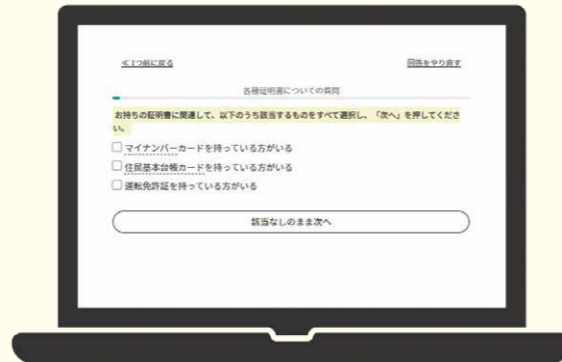 ≪1つ前に戻る
回答をやり直す
各種証明書についての質問
お持ちの証明書に関連して、以下のうち該当するものをすべて選択し、「次へ」を押してくださ
い。
マイナンバーカードを持っている方がいる
住民基本台帳カードを持っている方がいる
運転免許証を持っている方がいる
該当なしのまま次へ